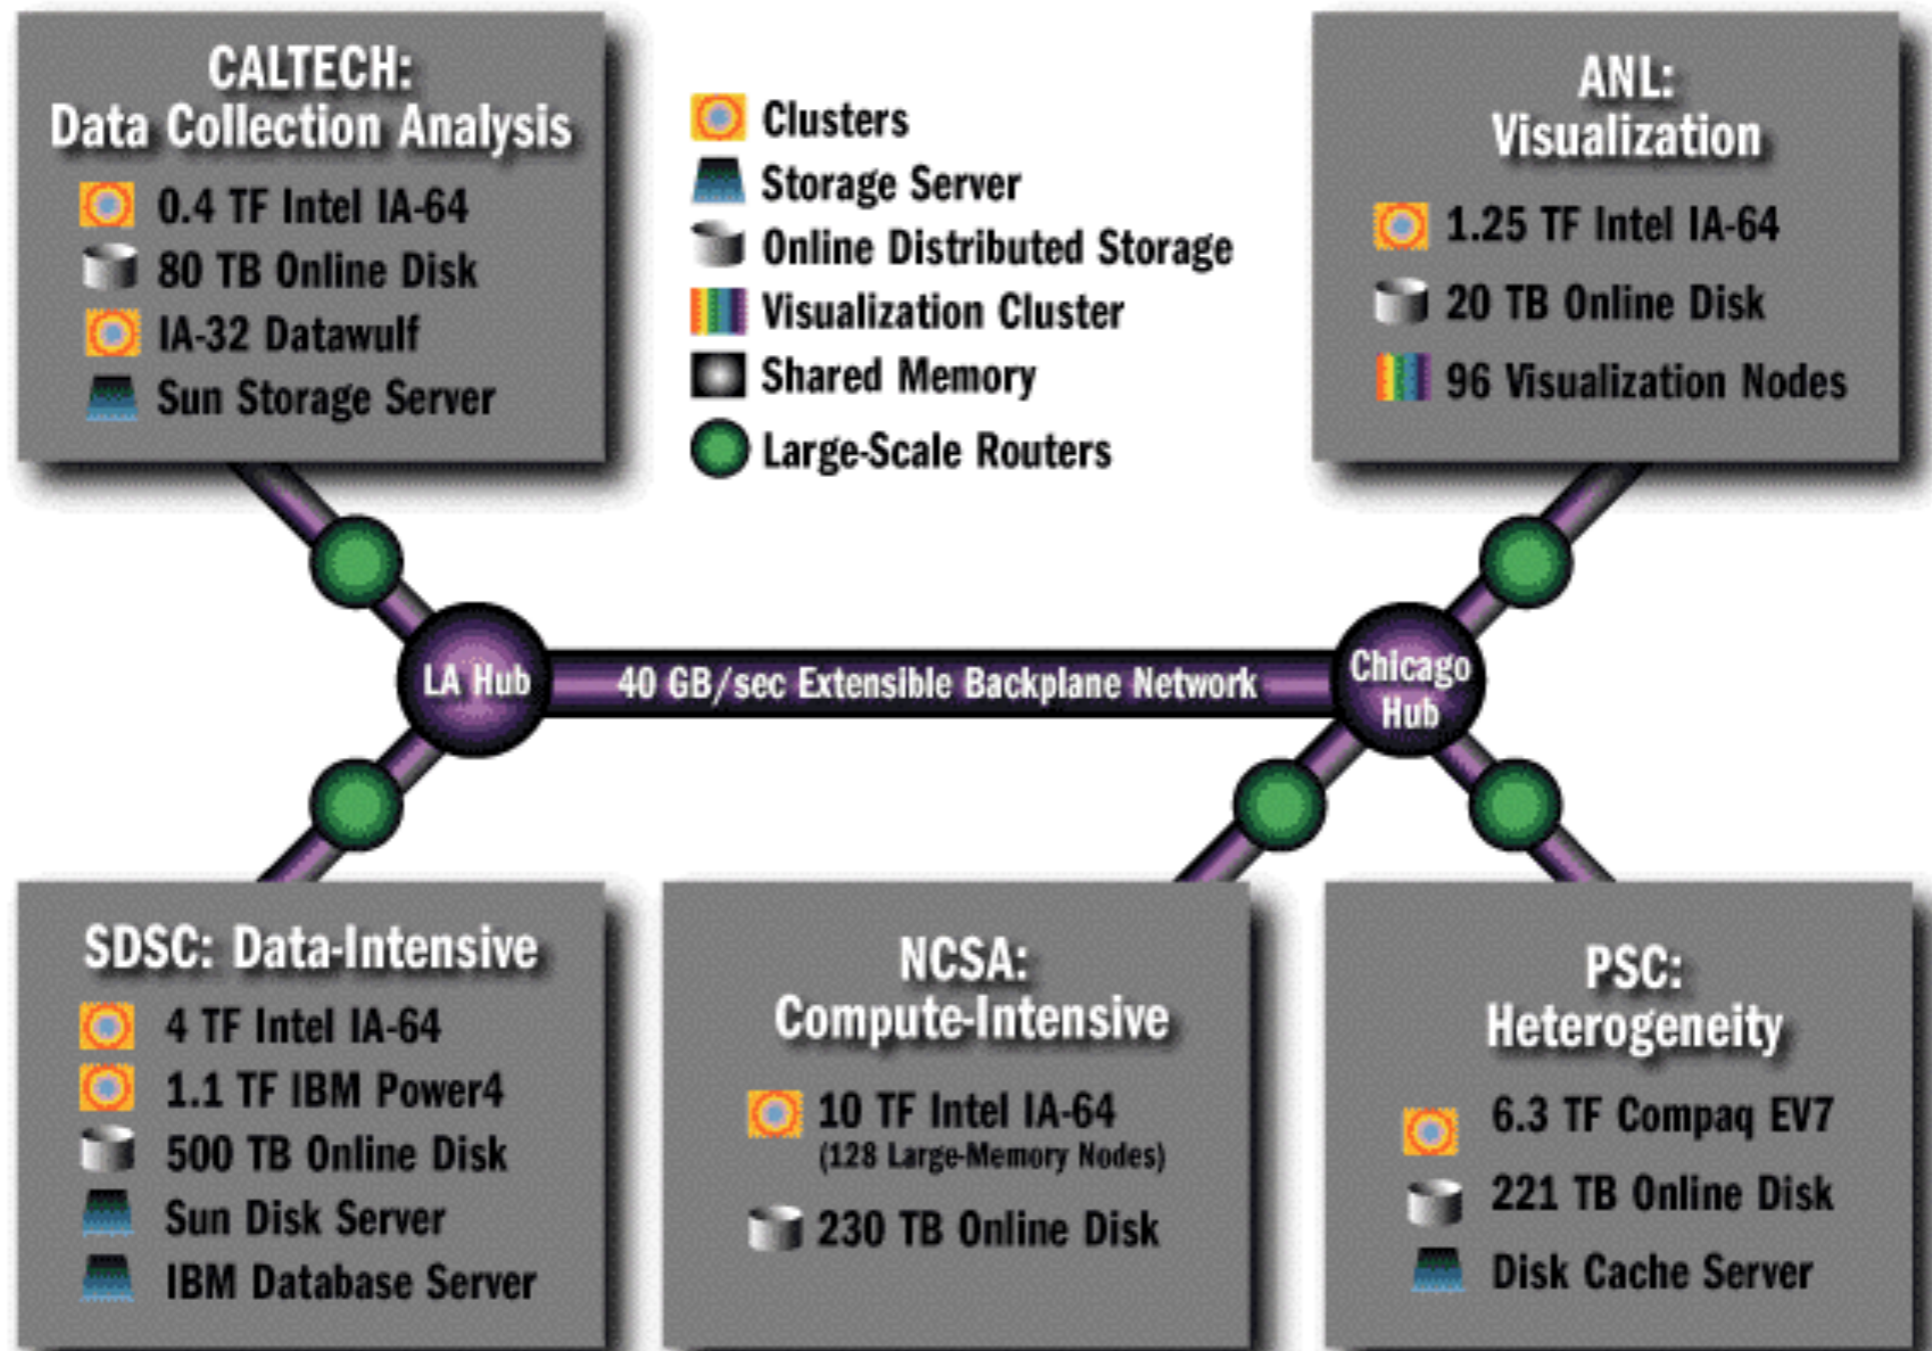 CALTECH:
Data Collection Analysis
0.4 TF Intel IA-64
80 TB Online Disk
IA-32 Datawulf
Sun Storage Server
Clusters
Storage Server
Online Distributed Storage
Visualization Cluster
Shared Memory
Large-Scale Routers
ANL:
Visualization
1.25 TF Intel IA-64
20 TB Online Disk
96 Visualization Nodes
LA Hub
40 GB/sec Extensible Backplane Network
Chicago
Hub
SDSC: Data-Intensive
4 TF Intel IA-64
1.1 TF IBM Power4
500 TB Online Disk
Sun Disk Server
IBM Database Server
NCSA:
Compute-Intensive
10 TF Intel IA-64
(128 Large-Memory Nodes)
230 TB Online Disk
PSC:
Heterogeneity
6.3 TF Compaq EV7
221 TB Online Disk
Disk Cache Server